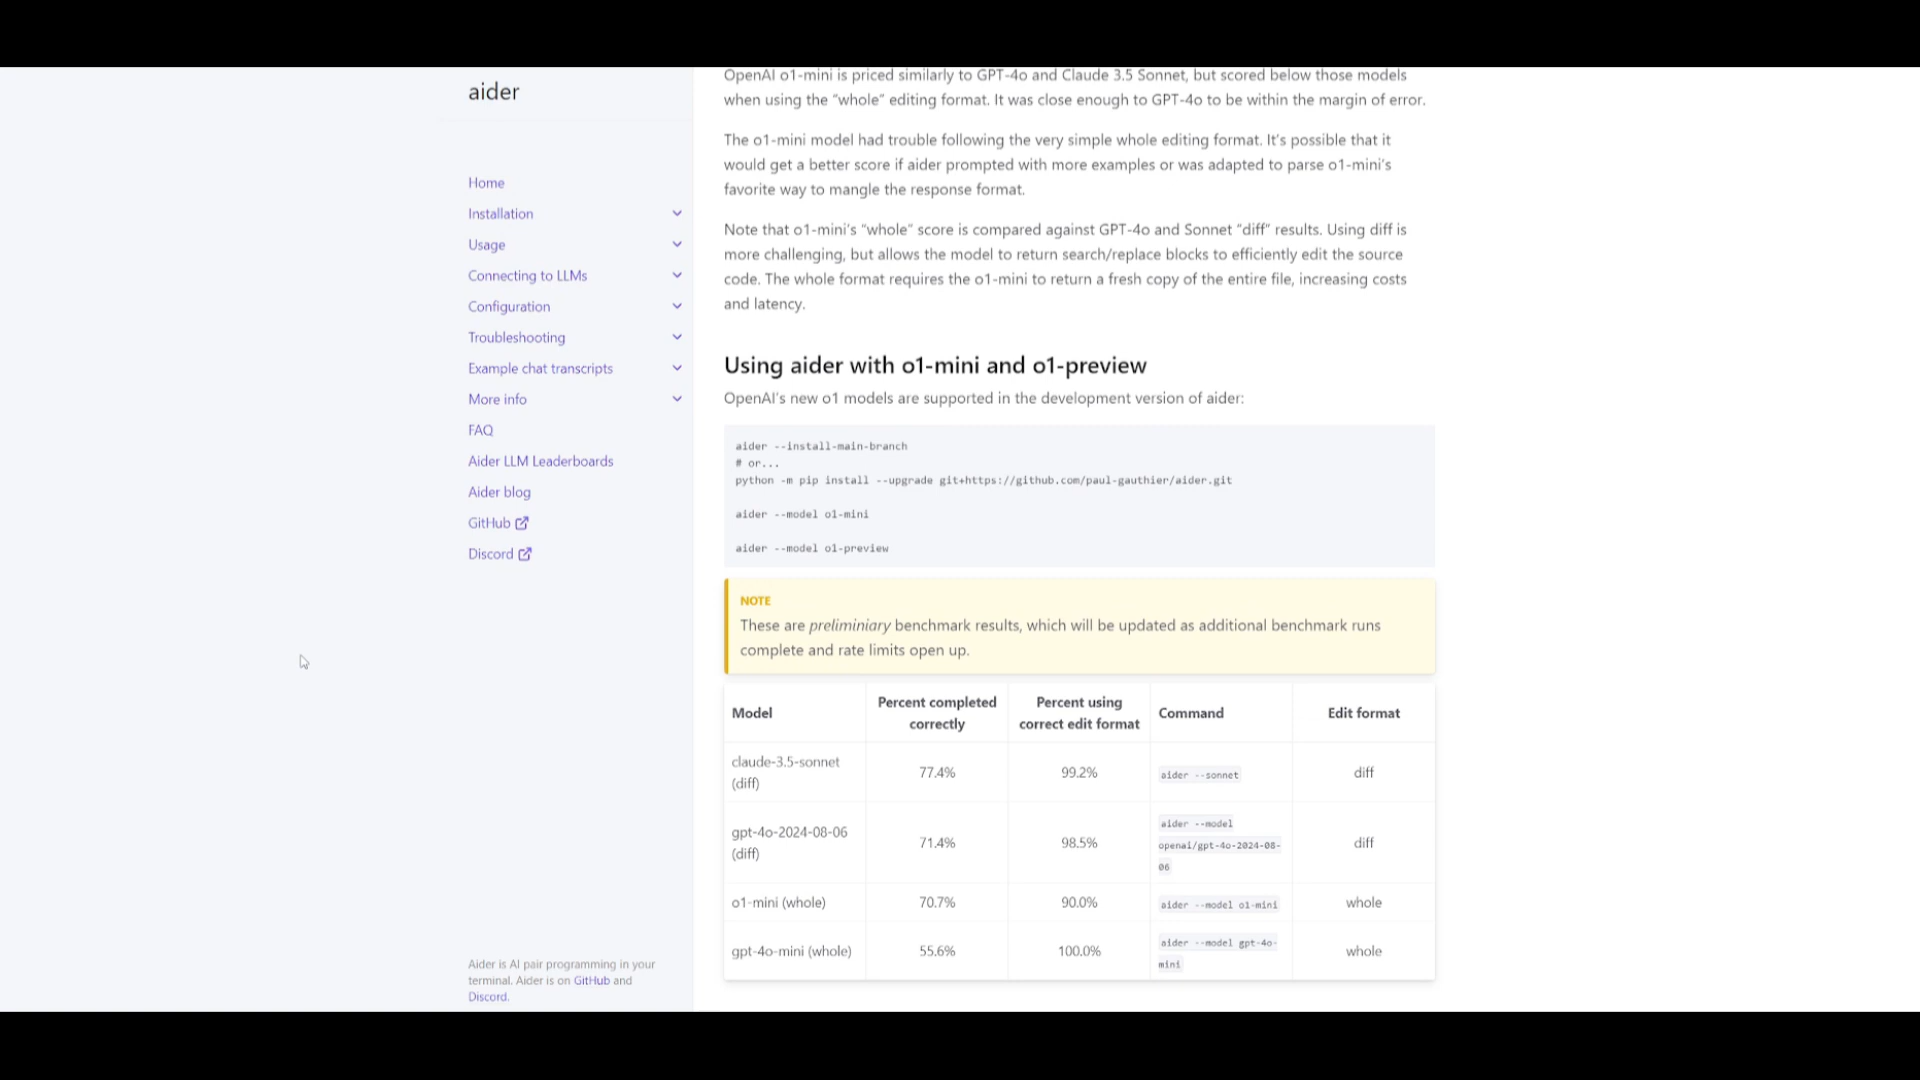 aider
Home
Installation
Usage
Connecting to LLMs
Configuration
Troubleshooting
Example chat transcripts
More info
FAQ
Aider LLM Leaderboards
Aider blog
GitHub
Discord
Aider is AI pair programming in your
terminal. Aider is on GitHub and
Discord.
OpenAI o1-mini is priced similarly to GPT-4o and Claude 3.5 Sonnet, but scored below those models
when using the “whole” editing format. It was close enough to GPT-4o to be within the margin of error.
The o1-mini model had trouble following the very simple whole editing format. It’s possible that it
would get a better score if aider prompted with more examples or was adapted to parse o1-mini’s
favorite way to mangle the response format.
Note that o1-mini’s “whole” score is compared against GPT-4o and Sonnet “diff” results. Using diff is
more challenging, but allows the model to return search/replace blocks to efficiently edit the source
code. The whole format requires the o1-mini to return a fresh copy of the entire file, increasing costs
and latency.
Using aider with o1-mini and o1-preview
OpenAI’s new o1 models are supported in the development version of aider:
aider --install-main-branch
# or...
python -m pip install --upgrade git+https://github.com/paul-gauthier/aider.git
aider --model o1-mini
aider --model o1-preview
NOTE
These are preliminiary benchmark results, which will be updated as additional benchmark runs
complete and rate limits open up.
Model Percent completed correctly Percent using correct edit format Command Edit format
claude-3.5-sonnet (diff) 77.4% 99.2% aider --sonnet diff
gpt-4o-2024-08-06 (diff) 71.4% 98.5% aider --model openai/gpt-4o-2024-08-06 diff
o1-mini (whole) 70.7% 90.0% aider --model o1-mini whole
gpt-4o-mini (whole) 55.6% 100.0% aider --model gpt-4o-mini whole